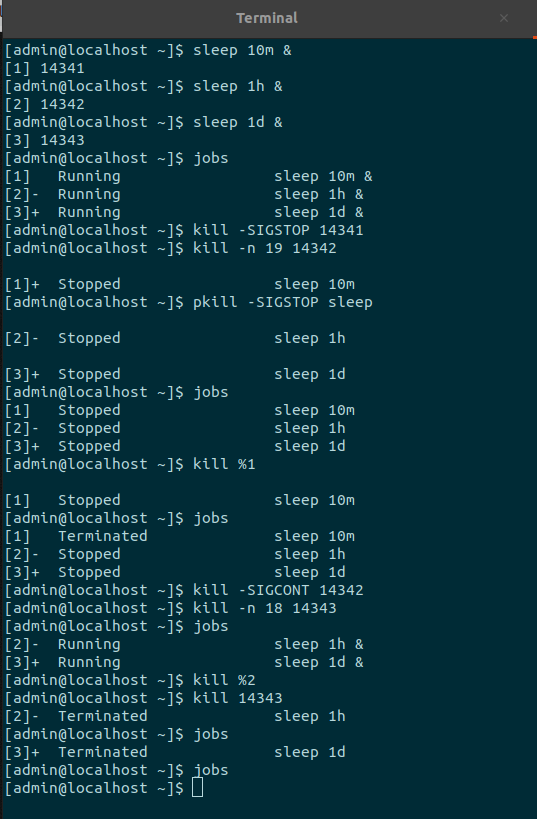 Terminal
[admin@localhost ~]$ sleep 10m &
[1] 14341
[admin@localhost ~]$ sleep 1h &
[2] 14342
[admin@localhost ~]$ sleep 1d &
[3] 14343
[admin@localhost ~]$ jobs
[1]   Running                 sleep 10m &
[2]-  Running                 sleep 1h &
[3]+  Running                 sleep 1d &
[admin@localhost ~]$ kill -SIGSTOP 14341
[admin@localhost ~]$ kill -n 19 14342
[1]+  Stopped                 sleep 10m
[admin@localhost ~]$ pkill -SIGSTOP sleep
[2]-  Stopped                 sleep 1h
[3]+  Stopped                 sleep 1d
[admin@localhost ~]$ jobs
[1]   Stopped                 sleep 10m
[2]-  Stopped                 sleep 1h
[3]+  Stopped                 sleep 1d
[admin@localhost ~]$ kill %1
[1]   Stopped                 sleep 10m
[admin@localhost ~]$ jobs
[1]   Terminated              sleep 10m
[2]-  Stopped                 sleep 1h
[3]+  Stopped                 sleep 1d
[admin@localhost ~]$ kill -SIGCONT 14342
[admin@localhost ~]$ kill -n 18 14343
[admin@localhost ~]$ jobs
[2]-  Running                 sleep 1h &
[3]+  Running                 sleep 1d &
[admin@localhost ~]$ kill %2
[admin@localhost ~]$ kill 14343
[2]-  Terminated              sleep 1h
[admin@localhost ~]$ jobs
[3]+  Terminated              sleep 1d
[admin@localhost ~]$ jobs
[admin@localhost ~]$